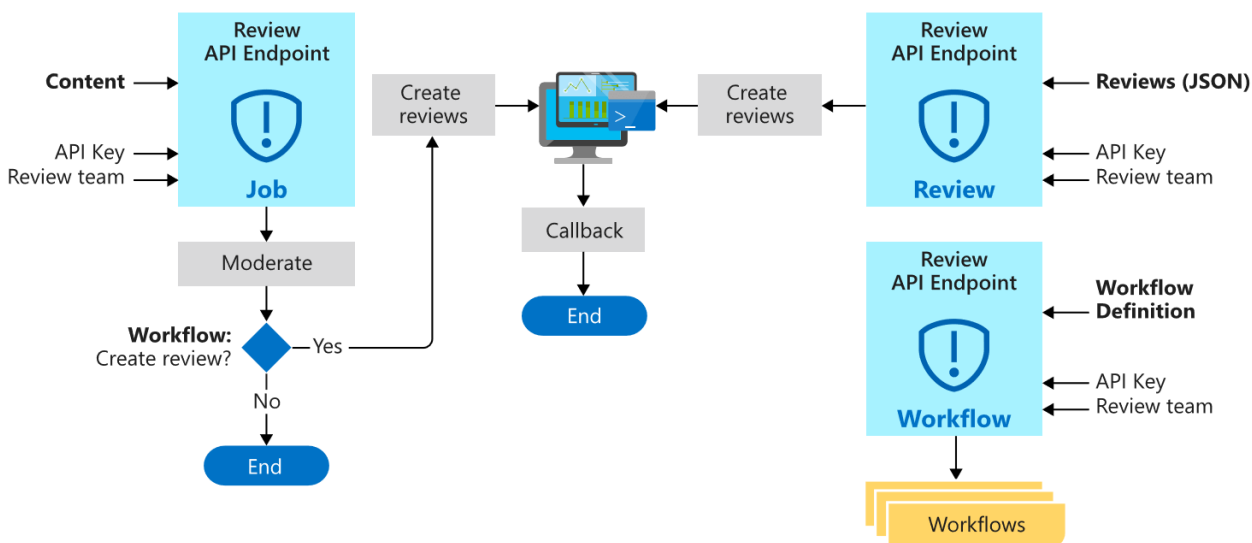 Review
API Endpoint
Content
API Key
Review team
Job
Moderate
Workflow:
Create review?
Yes
No
End
Create
reviews
>_
Callback
End
Create
reviews
Review
API Endpoint
Reviews (JSON)
API Key
Review team
Review
Review
API Endpoint
Workflow
Definition
API Key
Review team
Workflow
Workflows